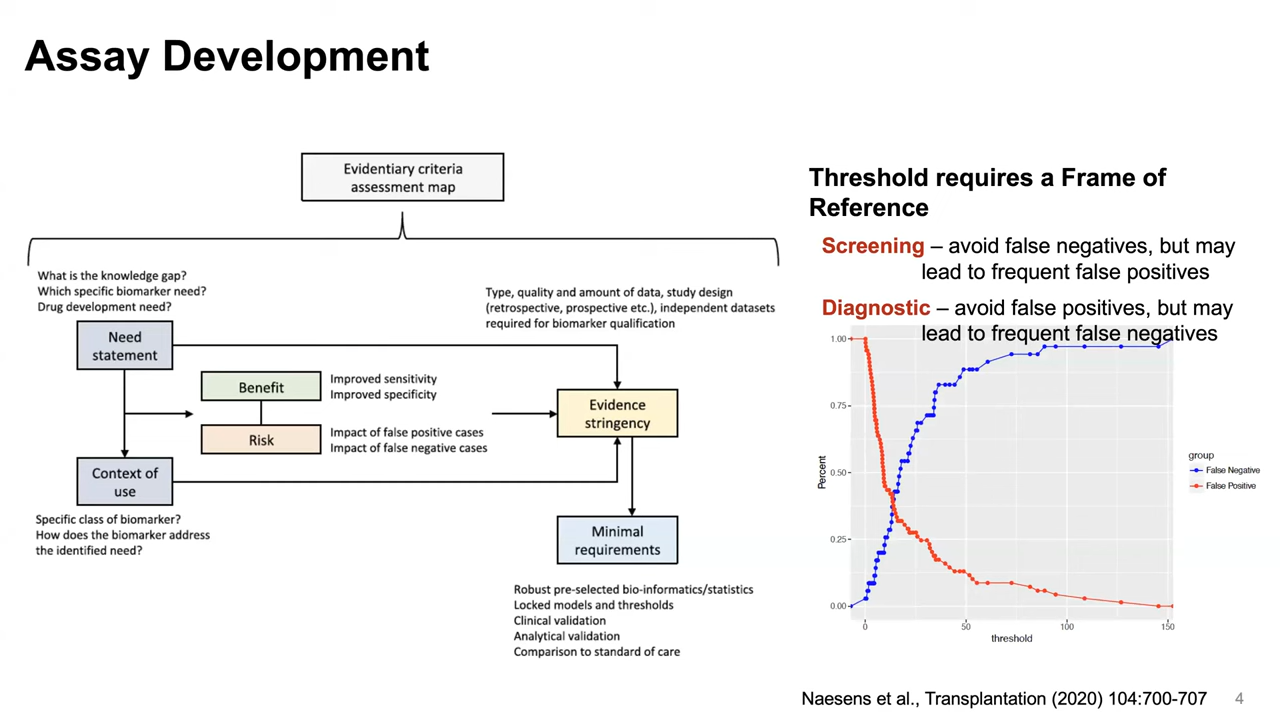 Assay Development
Evidentiary criteria
assessment map
What is the knowledge gap?
Which specific biomarker need?
Drug development need?
Type, quality and amount of data, study design
(retrospective, prospective etc.), independent datasets
required for biomarker qualification
Need
statement
Benefit
Improved sensitivity
Improved specificity
Risk
Impact of false positive cases
Impact of false negative cases
Evidence
stringency
Context of
use
Specific class of biomarker?
How does the biomarker address
the identified need?
Minimal
requirements
Robust pre-selected bio-informatics/statistics
Locked models and thresholds
Clinical validation
Analytical validation
Comparison to standard of care
Threshold requires a Frame of
Reference
Screening – avoid false negatives, but may
lead to frequent false positives
Diagnostic – avoid false positives, but may
lead to frequent false negatives
1.00
0.75
0.50
0.25
0.00
Percent
0 50 100 150
threshold
group
False Negative
False Positive
Naesens et al., Transplantation (2020) 104:700-707
4